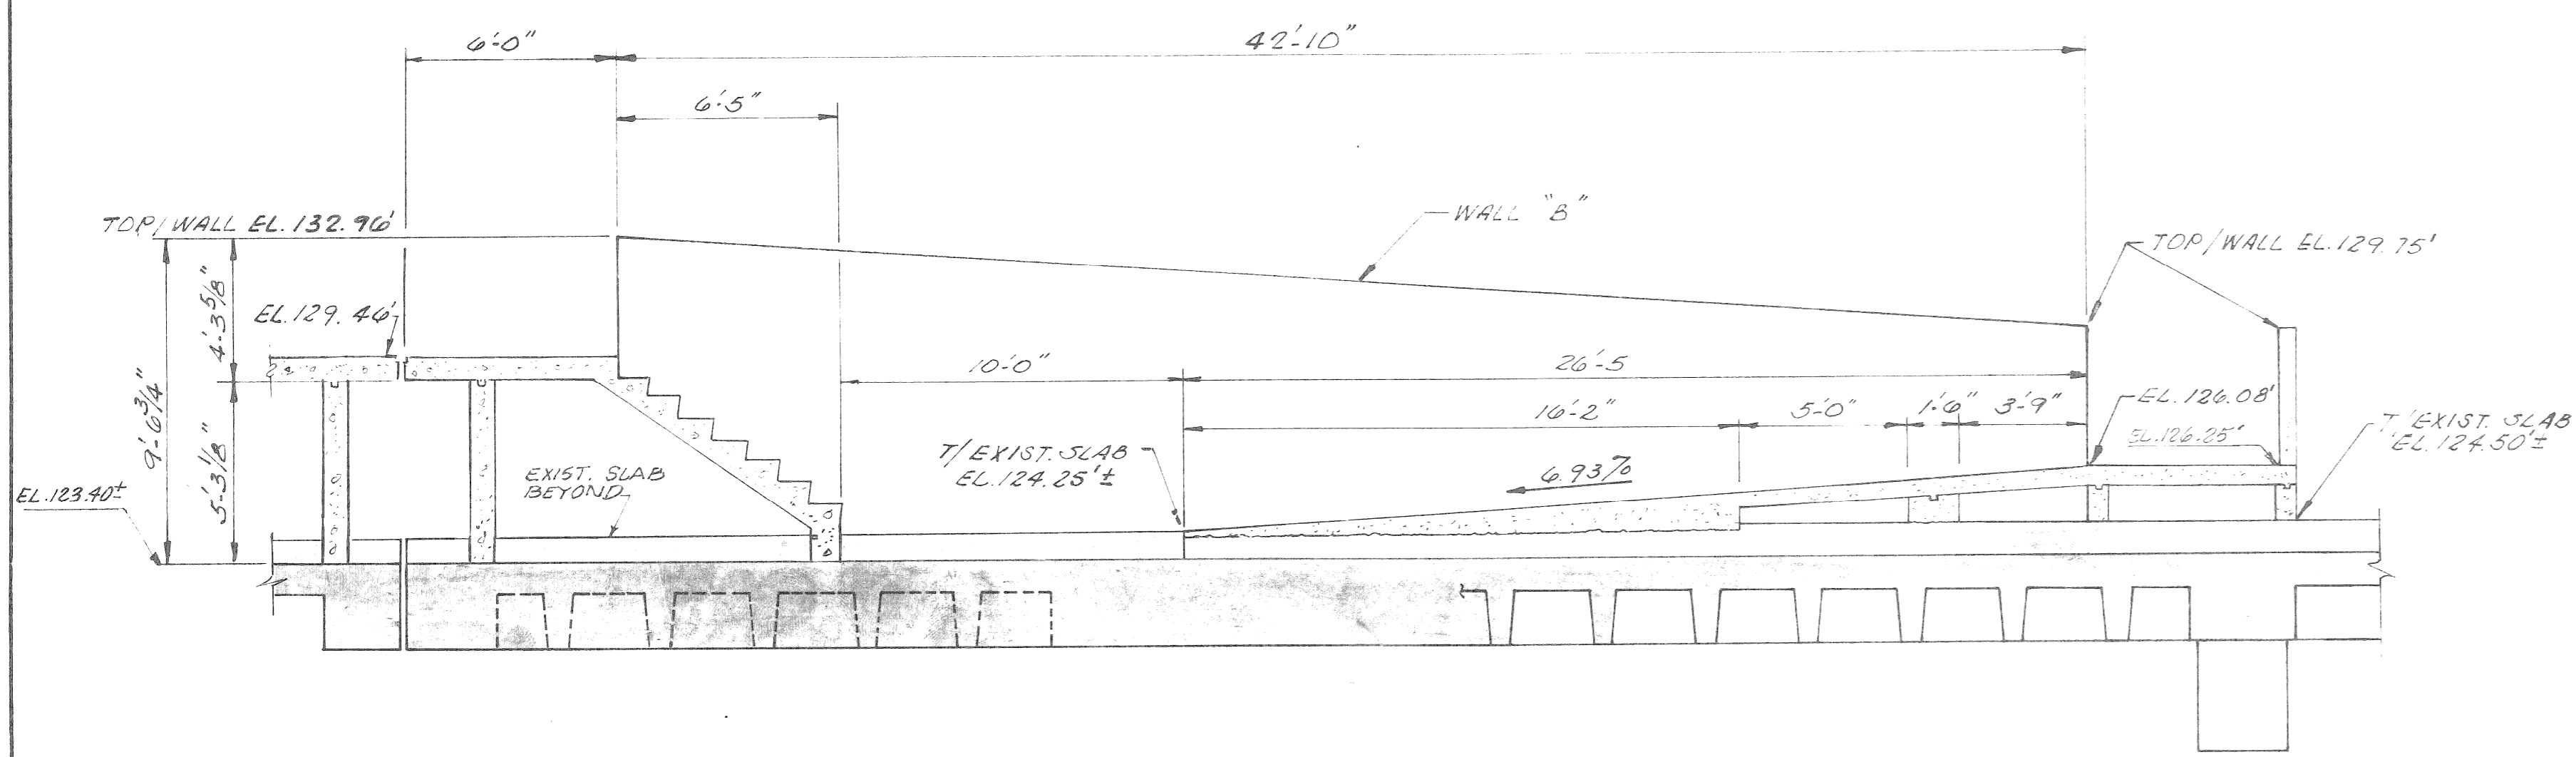 6'-0"
42'-10"
6'-5"
WALL "B"
TOP/WALL EL. 132.96'
TOP/WALL EL. 129.75'
4'-3 5/8"
EL. 129.46'
10'-0"
26'-5
16'-2"
5'-0"
1'-6"
3'-9"
EL. 126.08'
9'-6 3/4"
5'-3 1/8"
T/EXIST. SLAB
EL. 124.25'±
EL. 126.25'
T/EXIST. SLAB
EL. 124.50'±
EXIST. SLAB
BEYOND
6.93%
EL. 123.40±